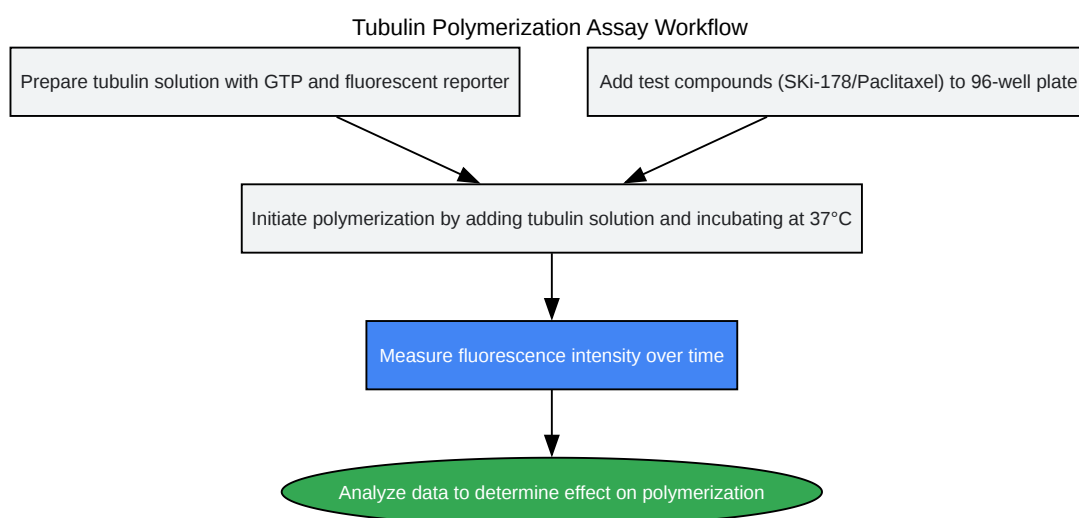 Tubulin Polymerization Assay Workflow
Prepare tubulin solution with GTP and fluorescent reporter
Add test compounds (SKi-178/Paclitaxel) to 96-well plate
Initiate polymerization by adding tubulin solution and incubating at 37°C
Measure fluorescence intensity over time
Analyze data to determine effect on polymerization